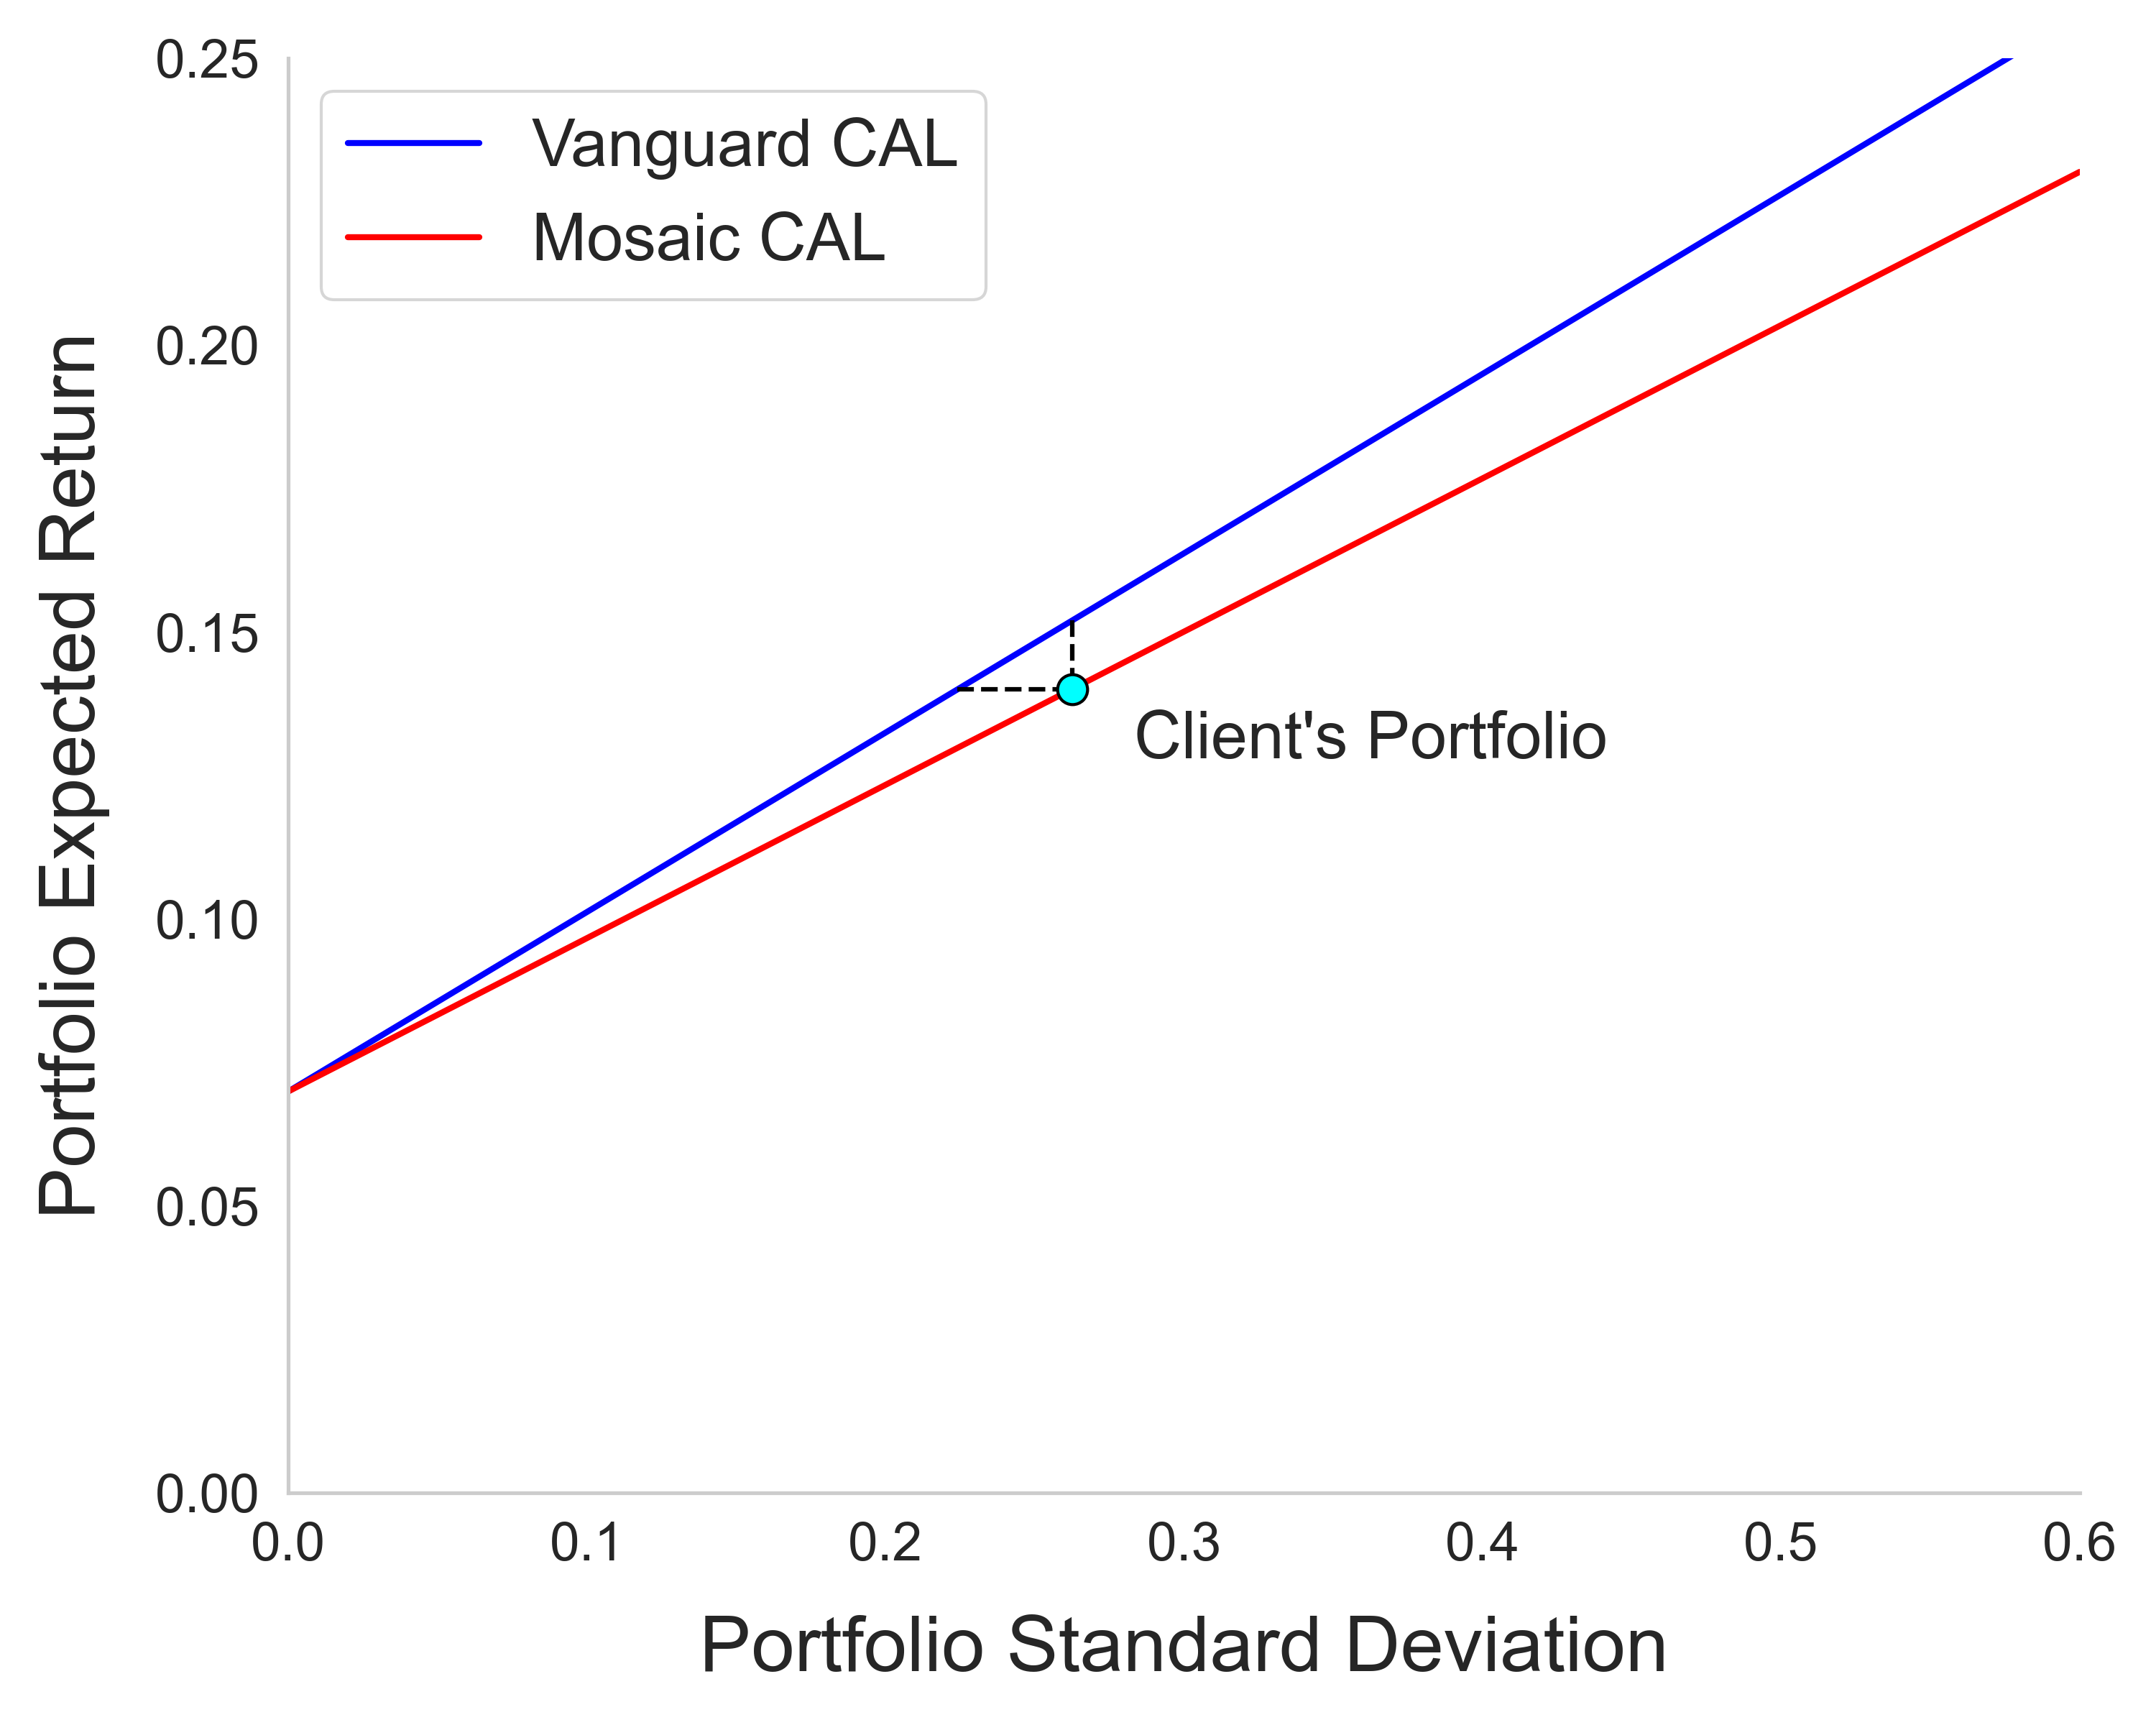 0.25
Vanguard CAL
Mosaic CAL
0.20
Portfolio Expected Return
0.15
Client's Portfolio
0.10
0.05
0.00
0.0 0.1 0.2 0.3 0.4 0.5 0.6
Portfolio Standard Deviation